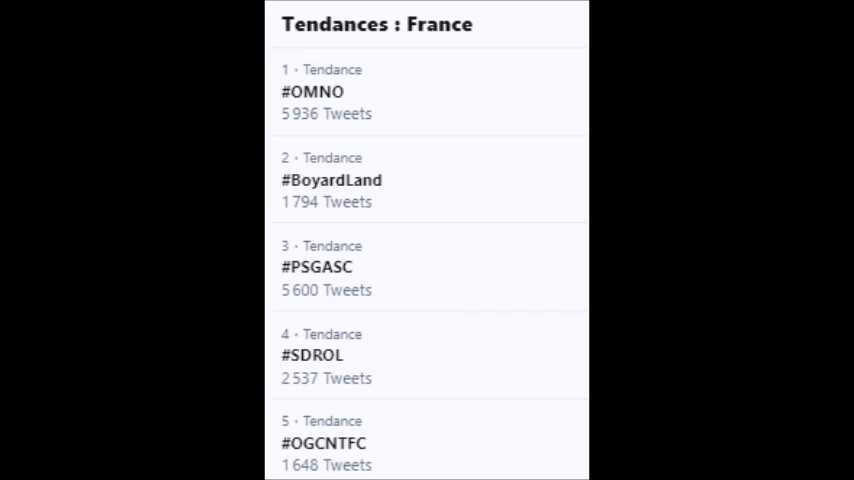 Tendances : France
1 · Tendance
#OMNO
5 936 Tweets
2 · Tendance
#BoyardLand
1 794 Tweets
3 · Tendance
#PSGASC
5 600 Tweets
4 · Tendance
#SDROL
2 537 Tweets
5 · Tendance
#OGCNTFC
1 648 Tweets